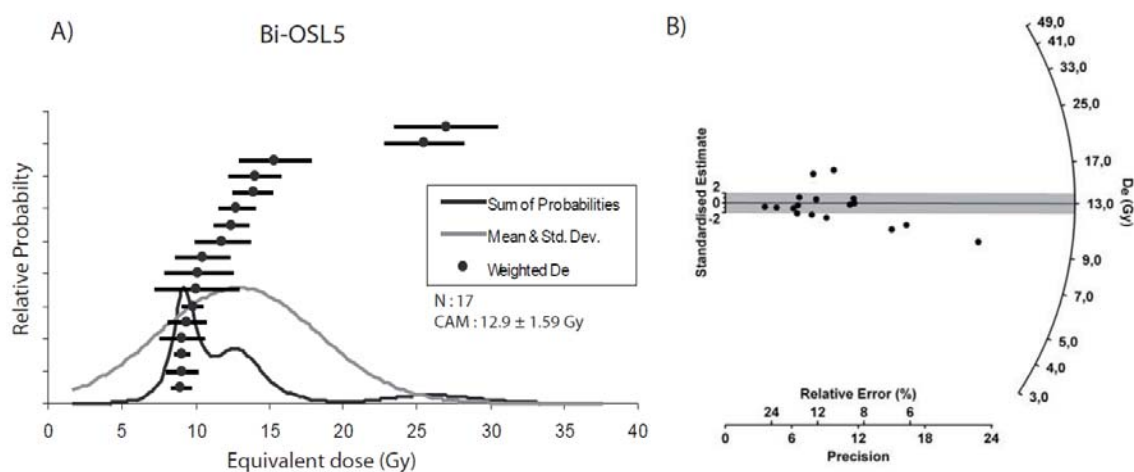 A)
Bi-OSL5
Relative Probabilty
Sum of Probabilities
Mean & Std. Dev.
Weighted De
N : 17
CAM : 12.9 ± 1.59 Gy
0 5 10 15 20 25 30 35 40
Equivalent dose (Gy)
B)
Standardised Estimate
2
0
-2
49,0
41,0
33,0
25,0
17,0
13,0
9,0
7,0
5,0
4,0
3,0
De (Gy)
Relative Error (%)
24 12 8 6
0 6 12 18 24
Precision